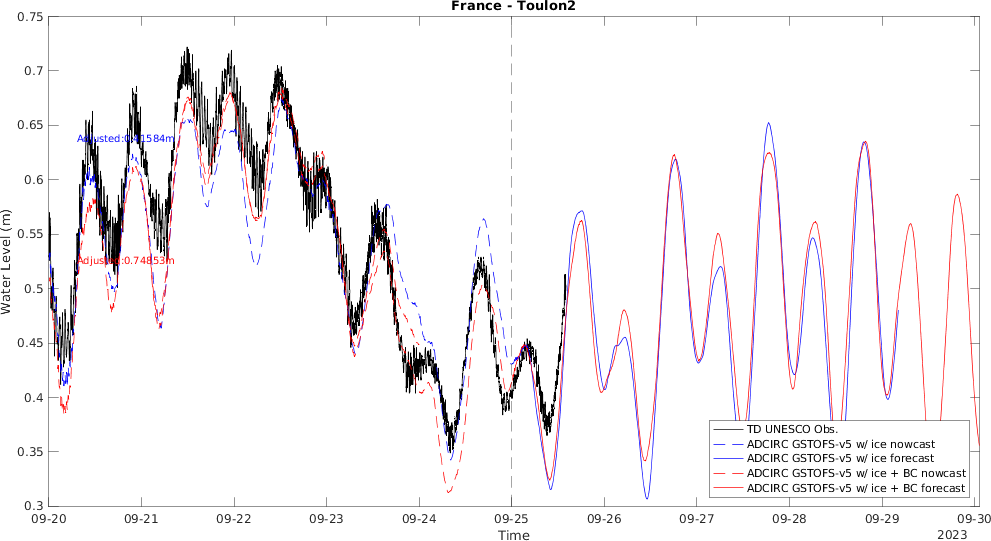 France - Toulon2
0.75
0.7
0.65
0.6
0.55
0.5
0.45
0.4
0.35
0.3
Water Level (m)
Adjusted:0.41584m
Adjusted:0.74853m
TD UNESCO Obs.
ADCIRC GSTOFS-v5 w/ ice nowcast
ADCIRC GSTOFS-v5 w/ ice forecast
ADCIRC GSTOFS-v5 w/ ice + BC nowcast
ADCIRC GSTOFS-v5 w/ ice + BC forecast
09-20 09-21 09-22 09-23 09-24 09-25 09-26 09-27 09-28 09-29 09-30
Time
2023